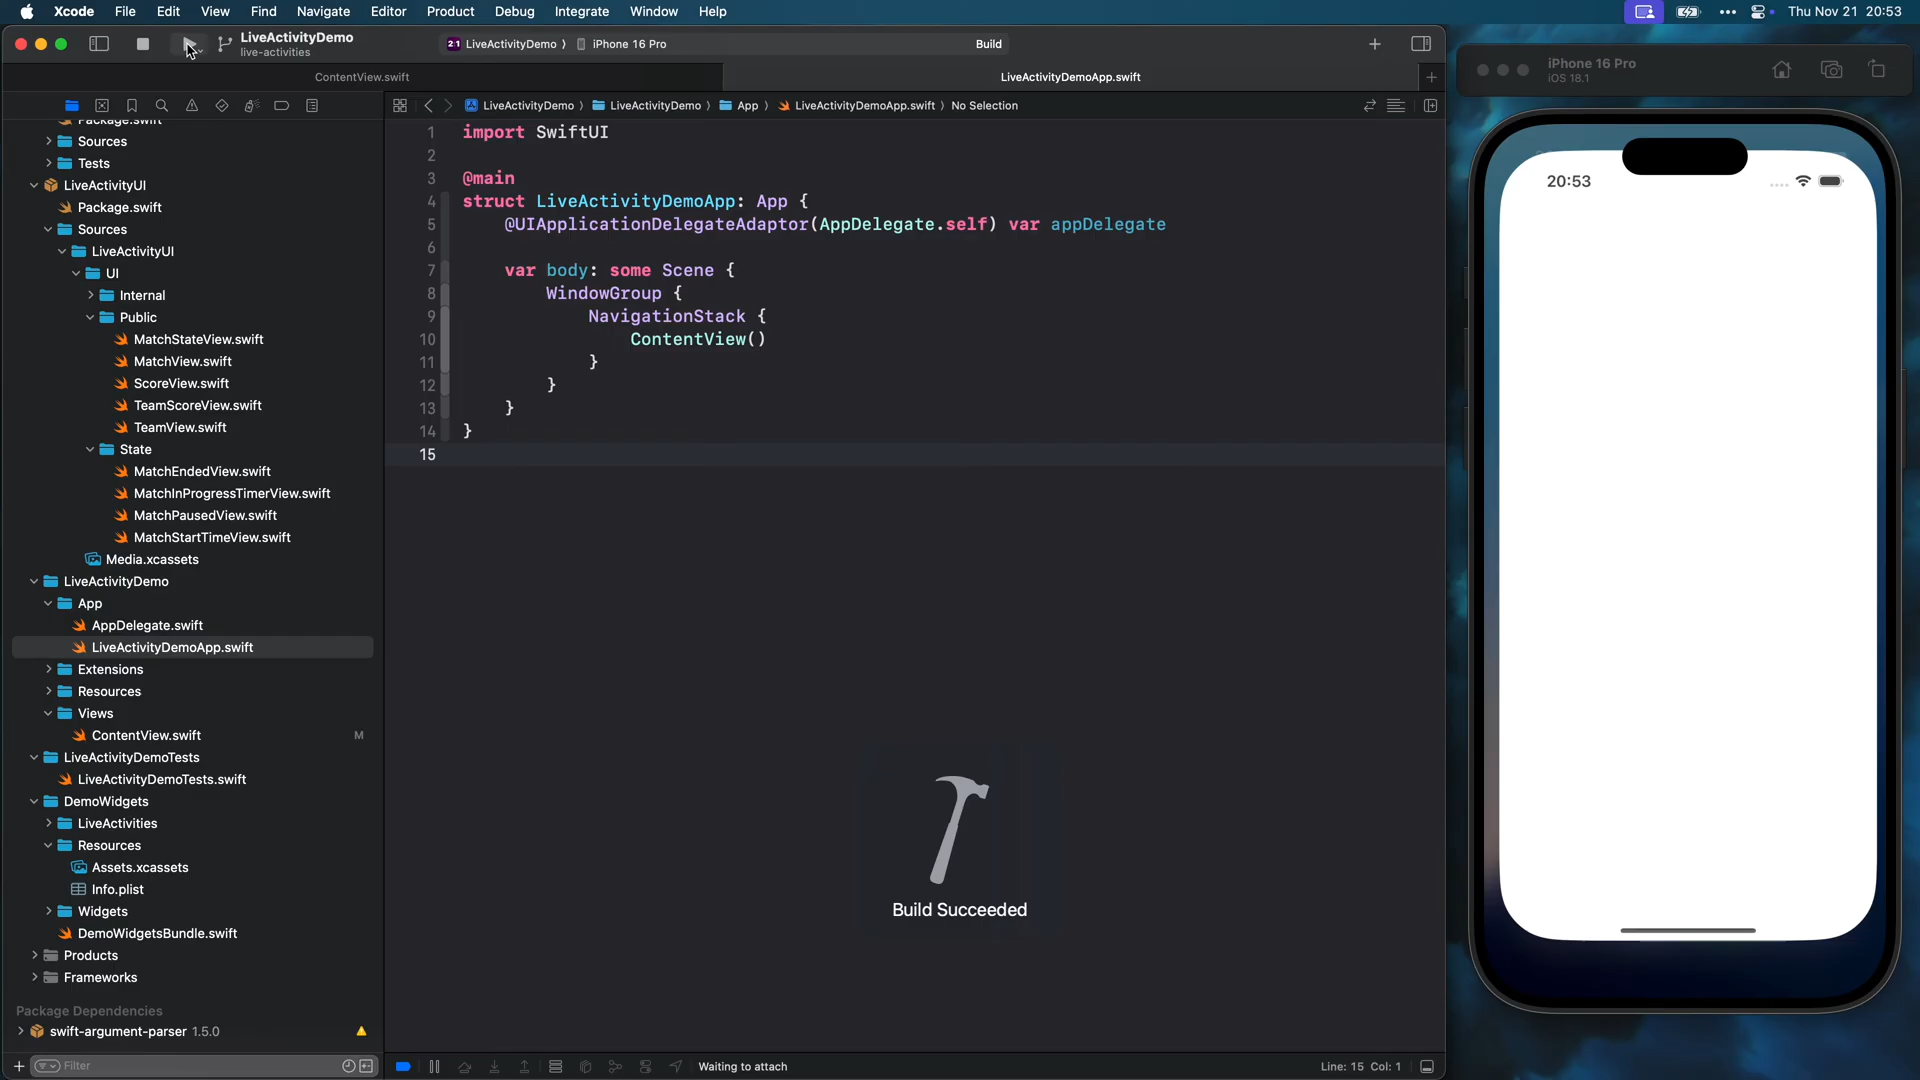 Xcode File Edit View Find Navigate Editor Product Debug Integrate Window Help
Thu Nov 21 20:53
LiveActivityDemo
live-activities
LiveActivityDemo 〉 iPhone 16 Pro
Build
ContentView.swift
LiveActivityDemoApp.swift
LiveActivityDemo 〉 LiveActivityDemo 〉 App 〉 LiveActivityDemoApp.swift 〉 No Selection
Package.swift
Sources
Tests
LiveActivityUI
Package.swift
Sources
LiveActivityUI
UI
Internal
Public
MatchStateView.swift
MatchView.swift
ScoreView.swift
TeamScoreView.swift
TeamView.swift
State
MatchEndedView.swift
MatchInProgressTimerView.swift
MatchPausedView.swift
MatchStartTimeView.swift
Media.xcassets
LiveActivityDemo
App
AppDelegate.swift
LiveActivityDemoApp.swift
Extensions
Resources
Views
ContentView.swift M
LiveActivityDemoTests
LiveActivityDemoTests.swift
DemoWidgets
LiveActivities
Resources
Assets.xcassets
Info.plist
Widgets
DemoWidgetsBundle.swift
Products
Frameworks
Package Dependencies
swift-argument-parser 1.5.0
Filter
1 import SwiftUI
2
3 @main
4 struct LiveActivityDemoApp: App {
5 @UIApplicationDelegateAdaptor(AppDelegate.self) var appDelegate
6
7 var body: some Scene {
8 WindowGroup {
9 NavigationStack {
10 ContentView()
11 }
12 }
13 }
14 }
15
Build Succeeded
Waiting to attach
Line: 15 Col: 1
iPhone 16 Pro
iOS 18.1
20:53